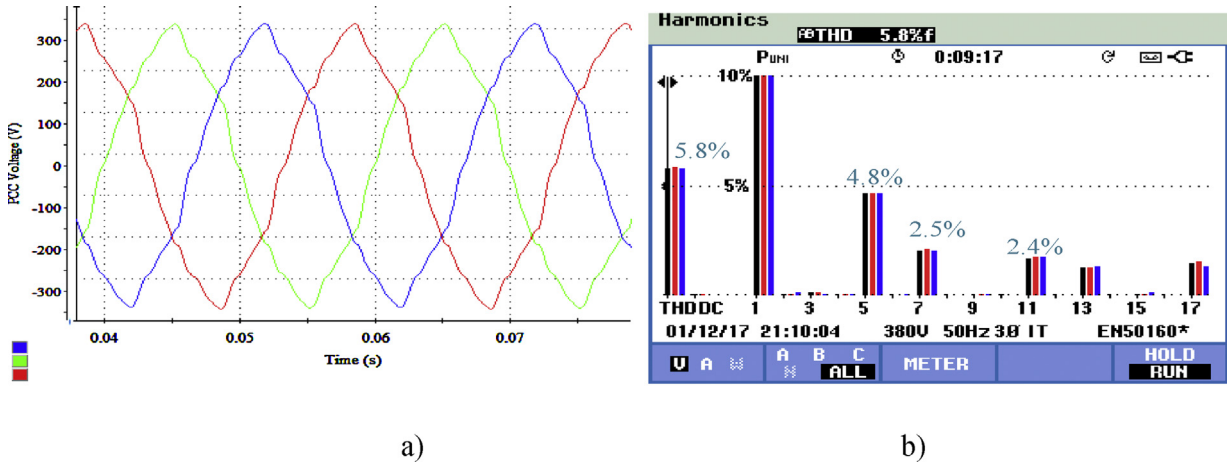 300
200
100
0
-100
-200
-300
PCC Voltage (V)
0.04
0.05
0.06
0.07
Time (s)
a)
Harmonics
THD 5.8%f
PUNI
0:09:17
10%
5%
5.8%
4.8%
2.5%
2.4%
THD DC 1 3 5 7 9 11 13 15 17
01/12/17 21:10:04 380V 50Hz 3Ø IT EN50160*
V A W
A B C
N ALL
METER
HOLD
RUN
b)